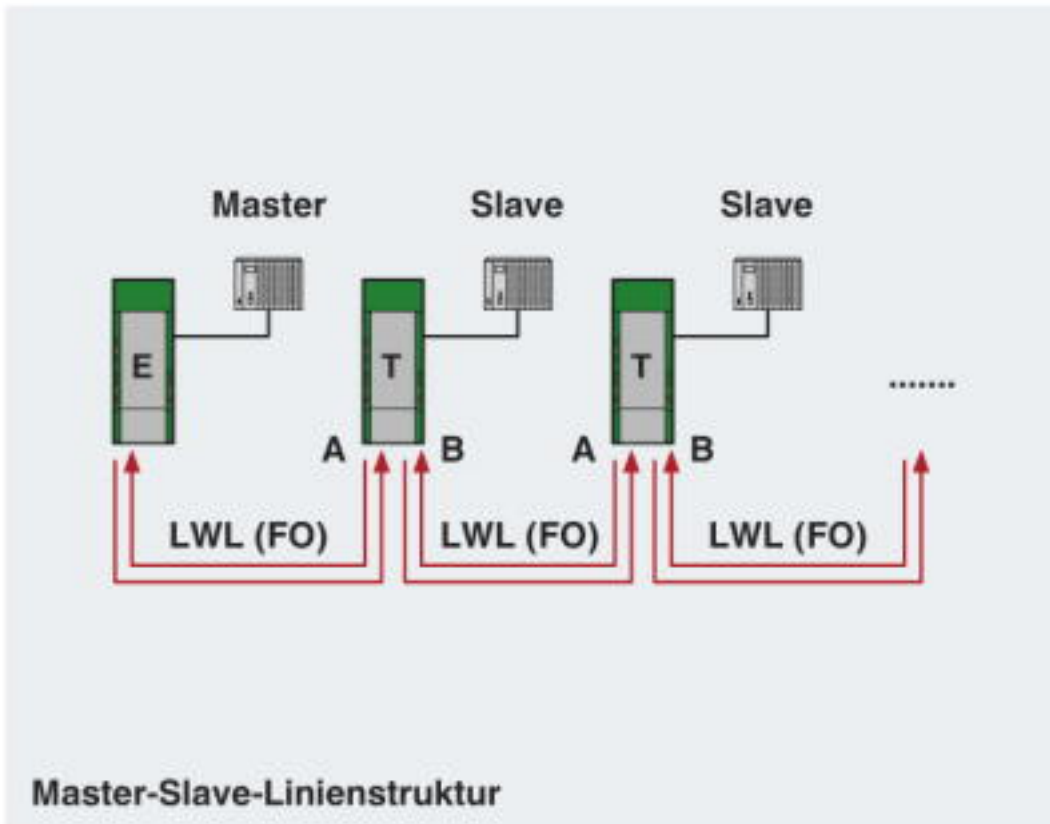 Master Slave Slave
E T T
.......
A B A B
LWL (FO) LWL (FO) LWL (FO)
Master-Slave-Linienstruktur